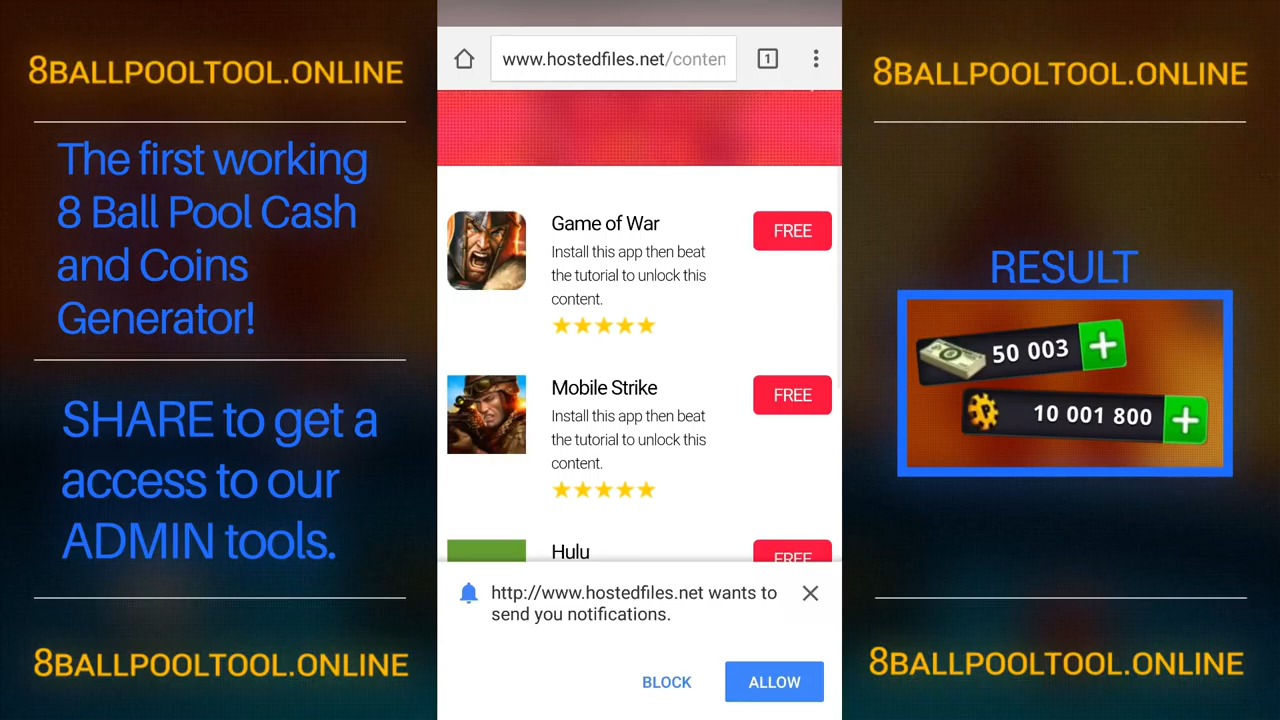 8BALLPOOLTOOL.ONLINE
The first working
8 Ball Pool Cash
and Coins
Generator!
SHARE to get a
access to our
ADMIN tools.
8BALLPOOLTOOL.ONLINE
1
www.hostedfiles.net/conten
Game of War
Install this app then beat
the tutorial to unlock this
content.
FREE
Mobile Strike
Install this app then beat
the tutorial to unlock this
content.
FREE
Hulu
FREE
http://www.hostedfiles.net wants to
send you notifications.
BLOCK
ALLOW
8BALLPOOLTOOL.ONLINE
RESULT
50 003
10 001 800
8BALLPOOLTOOL.ONLINE